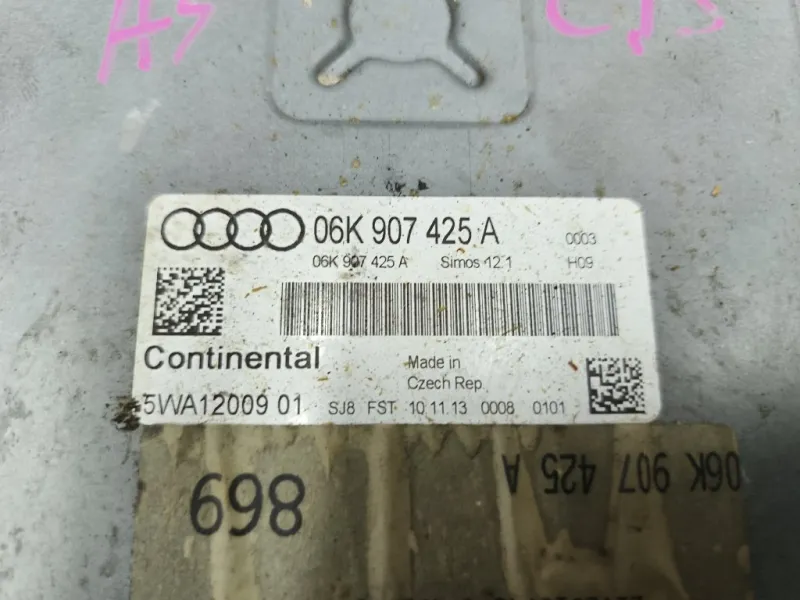 AS
06K 907 425 A 0003
06K 907 425 A Simos 12.1 H09
Continental
Made in
Czech Rep.
5WA12009 01 SJ8 FST 10.11.13 0008 0101
698
06K 907 425 A